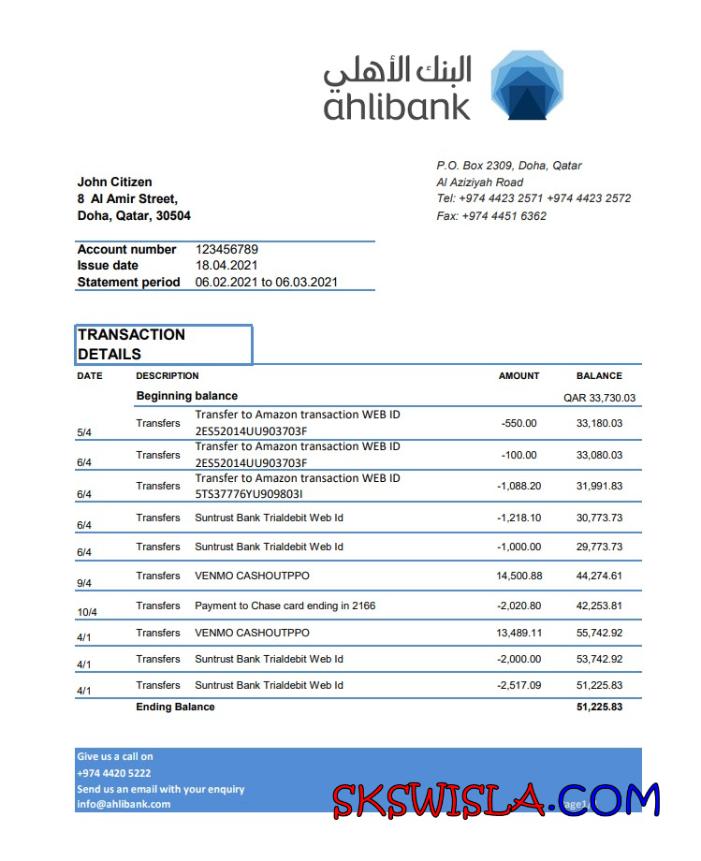 البنك الأهلي
ahlibank
P.O. Box 2309, Doha, Qatar
Al Aziziyah Road
Tel: +974 4423 2571 +974 4423 2572
Fax: +974 4451 6362
John Citizen
8 Al Amir Street,
Doha, Qatar, 30504
Account number 123456789
Issue date 18.04.2021
Statement period 06.02.2021 to 06.03.2021
TRANSACTION
DETAILS
DATE DESCRIPTION AMOUNT BALANCE
Beginning balance QAR 33,730.03
5/4 Transfers Transfer to Amazon transaction WEB ID -550.00 33,180.03
2ES52014UU903703F
6/4 Transfers Transfer to Amazon transaction WEB ID -100.00 33,080.03
2ES52014UU903703F
6/4 Transfers Transfer to Amazon transaction WEB ID -1,088.20 31,991.83
5TS37776YU909803I
6/4 Transfers Suntrust Bank Trialdebit Web Id -1,218.10 30,773.73
6/4 Transfers Suntrust Bank Trialdebit Web Id -1,000.00 29,773.73
9/4 Transfers VENMO CASHOUTPPO 14,500.88 44,274.61
10/4 Transfers Payment to Chase card ending in 2166 -2,020.80 42,253.81
4/1 Transfers VENMO CASHOUTPPO 13,489.11 55,742.92
4/1 Transfers Suntrust Bank Trialdebit Web Id -2,000.00 53,742.92
4/1 Transfers Suntrust Bank Trialdebit Web Id -2,517.09 51,225.83
Ending Balance 51,225.83
Give us a call on
+974 4420 5222
Send us an email with your enquiry
info@ahlibank.com
SKSWISLA.COM